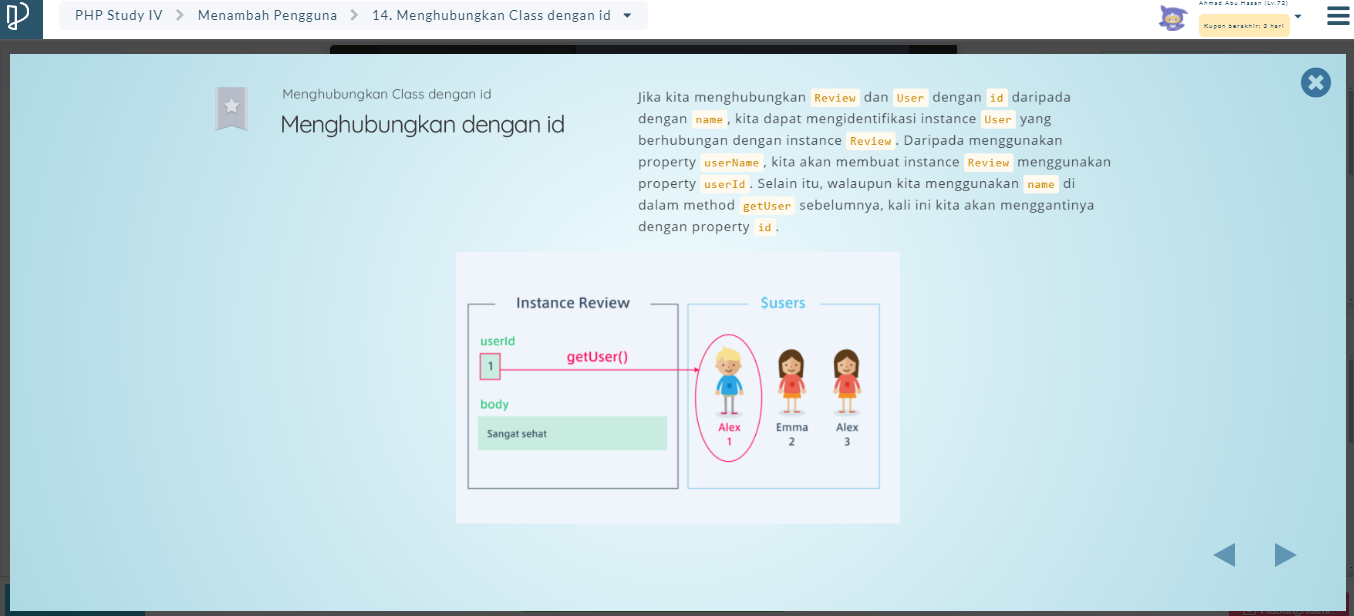 PHP Study IV
Menambah Pengguna
14. Menghubungkan Class dengan id
Ahmad Abu Hasan (Lv.72)
Kupon berakhir: 2 hari
Menghubungkan Class dengan id
Menghubungkan dengan id
Jika kita menghubungkan Review dan User dengan id daripada
dengan name, kita dapat mengidentifikasi instance User yang
berhubungan dengan instance Review. Daripada menggunakan
property userName, kita akan membuat instance Review menggunakan
property userId. Selain itu, walaupun kita menggunakan name di
dalam method getUser sebelumnya, kali ini kita akan menggantinya
dengan property id.
Instance Review
$users
userId
1
getUser()
body
Sangat sehat
Alex
1
Emma
2
Alex
3